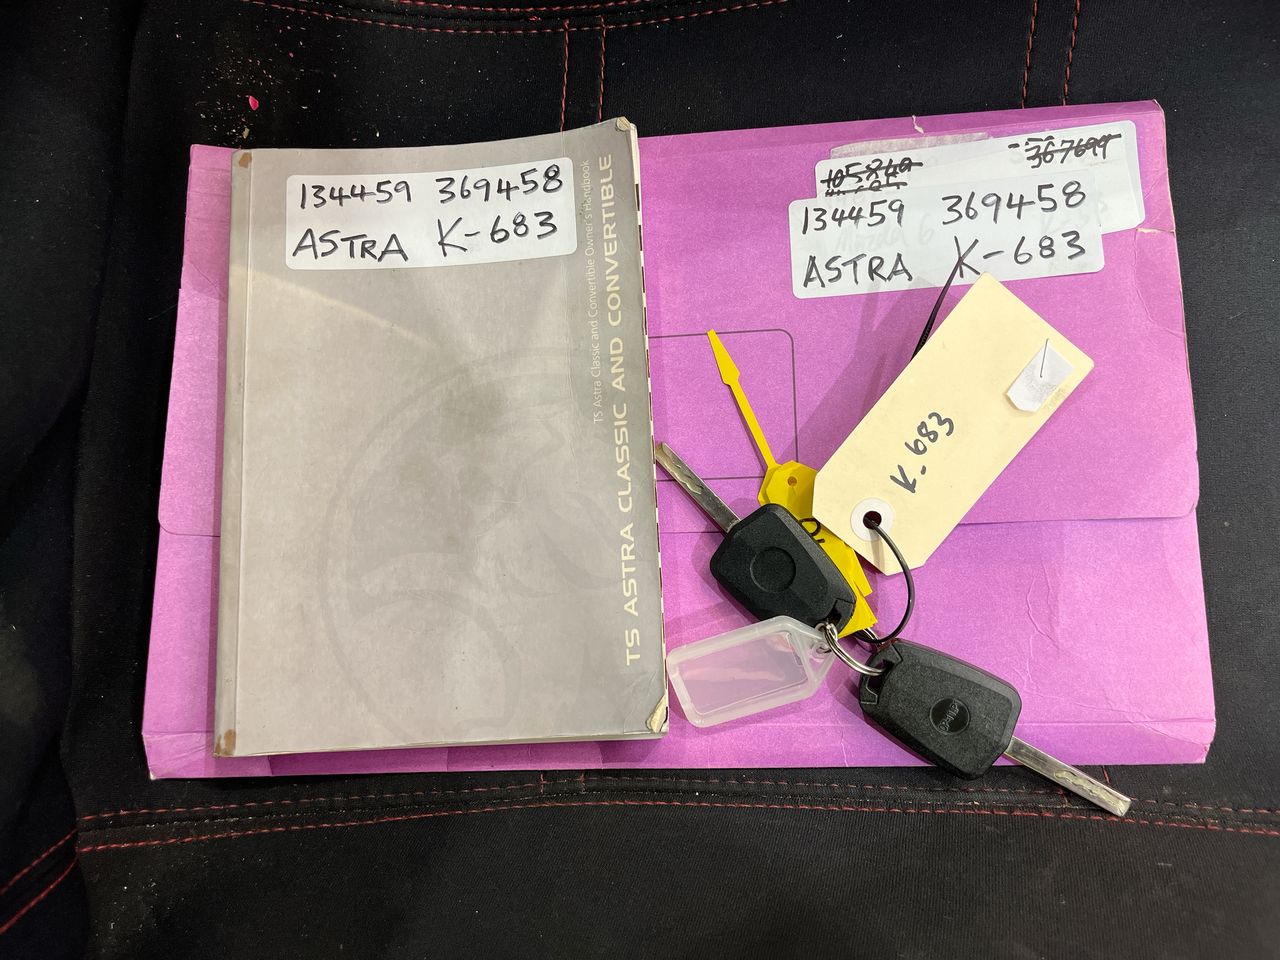 134459 369458
ASTRA K-683
TS Astra Classic and Convertible Owner's Handbook
TS ASTRA CLASSIC AND CONVERTIBLE
367699
134459 369458
ASTRA K-683
K-683